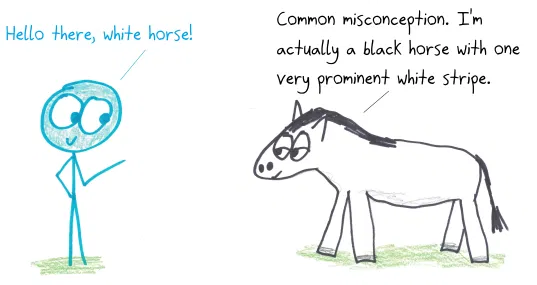 Hello there, white horse!
Common misconception. I'm
actually a black horse with one
very prominent white stripe.